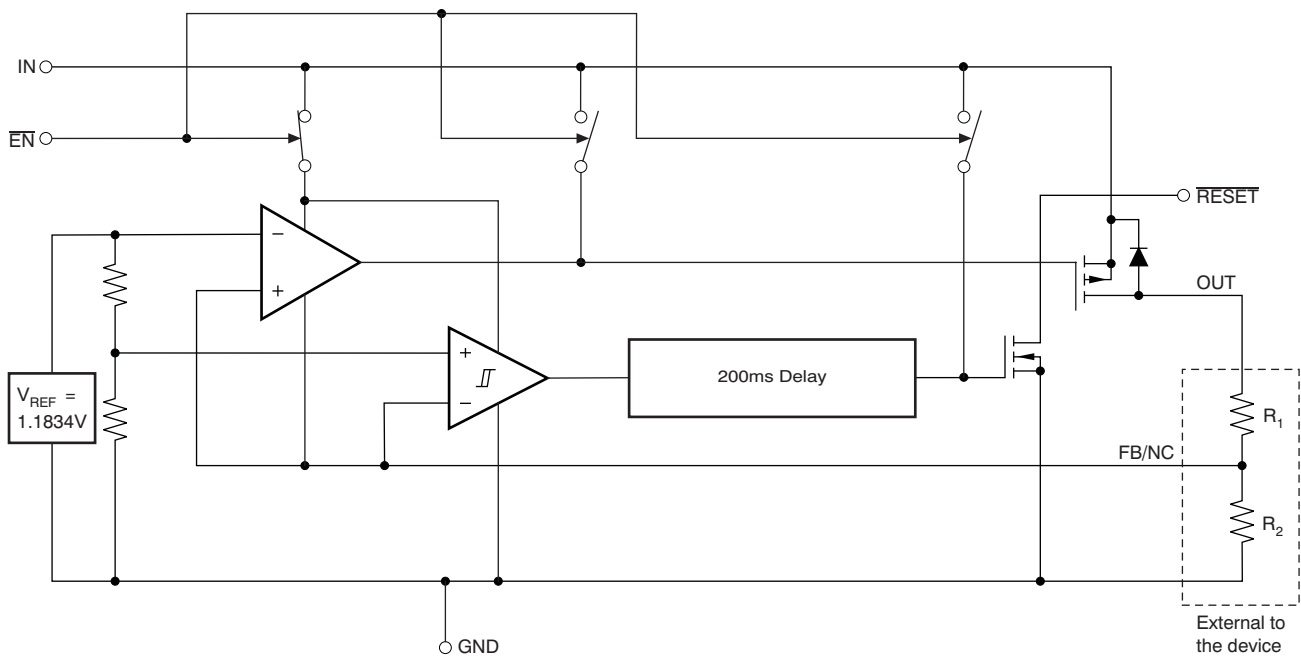 IN
EN
RESET
−
+
OUT
+
−
200ms Delay
V_REF =
1.1834V
R_1
FB/NC
R_2
GND
External to
the device